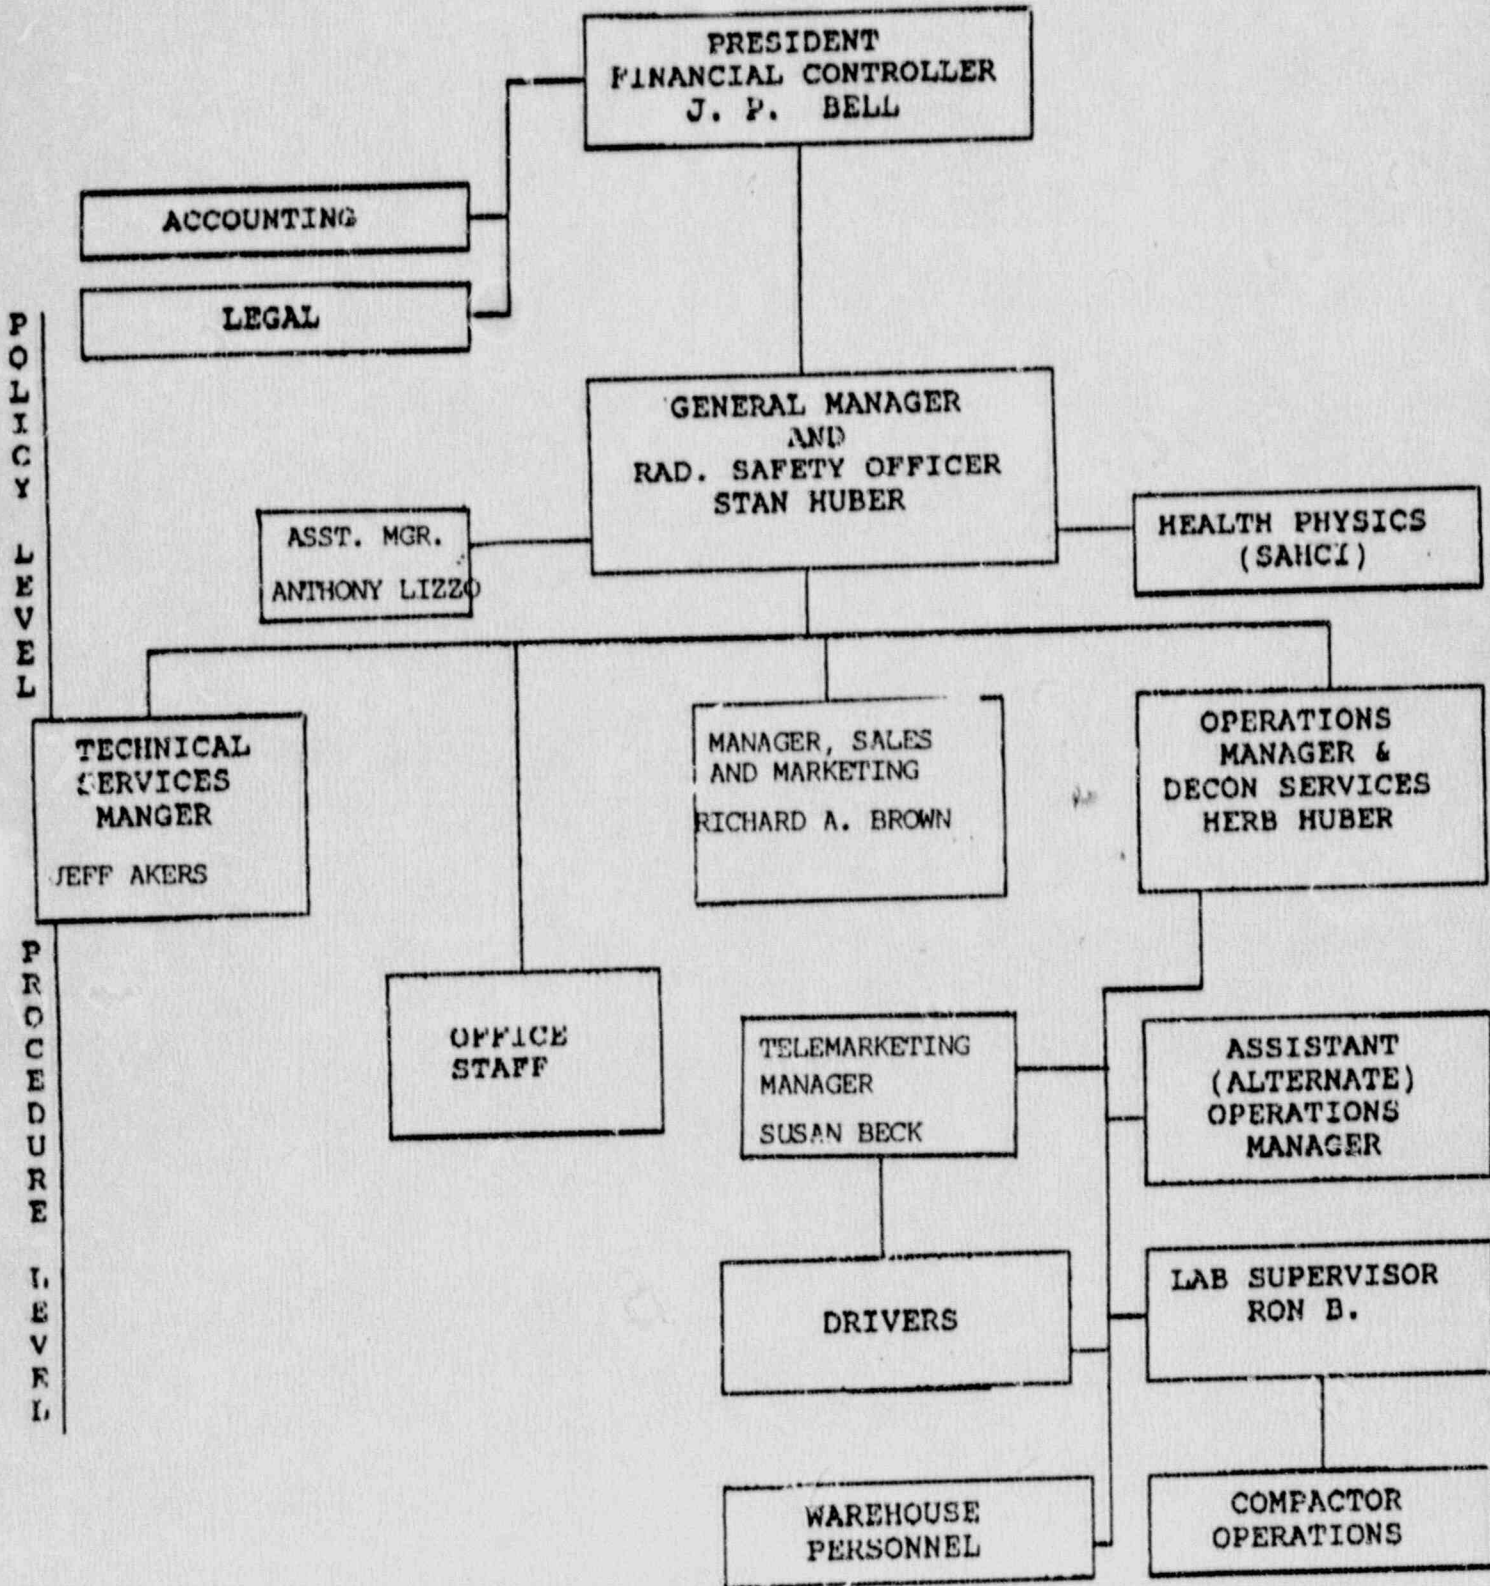 PRESIDENT
FINANCIAL CONTROLLER
J. P. BELL
ACCOUNTING
LEGAL
POLICY LEVEL
GENERAL MANAGER
AND
RAD. SAFETY OFFICER
STAN HUBER
ASST. MGR.
ANTHONY LIZZO
HEALTH PHYSICS
(SAHCI)
TECHNICAL
SERVICES
MANGER
JEFF AKERS
MANAGER, SALES
AND MARKETING
RICHARD A. BROWN
OPERATIONS
MANAGER &
DECON SERVICES
HERB HUBER
PROCEDURE LEVEL
OFFICE
STAFF
TELEMARKETING
MANAGER
SUSAN BECK
ASSISTANT
(ALTERNATE)
OPERATIONS
MANAGER
DRIVERS
LAB SUPERVISOR
RON B.
WAREHOUSE
PERSONNEL
COMPACTOR
OPERATIONS